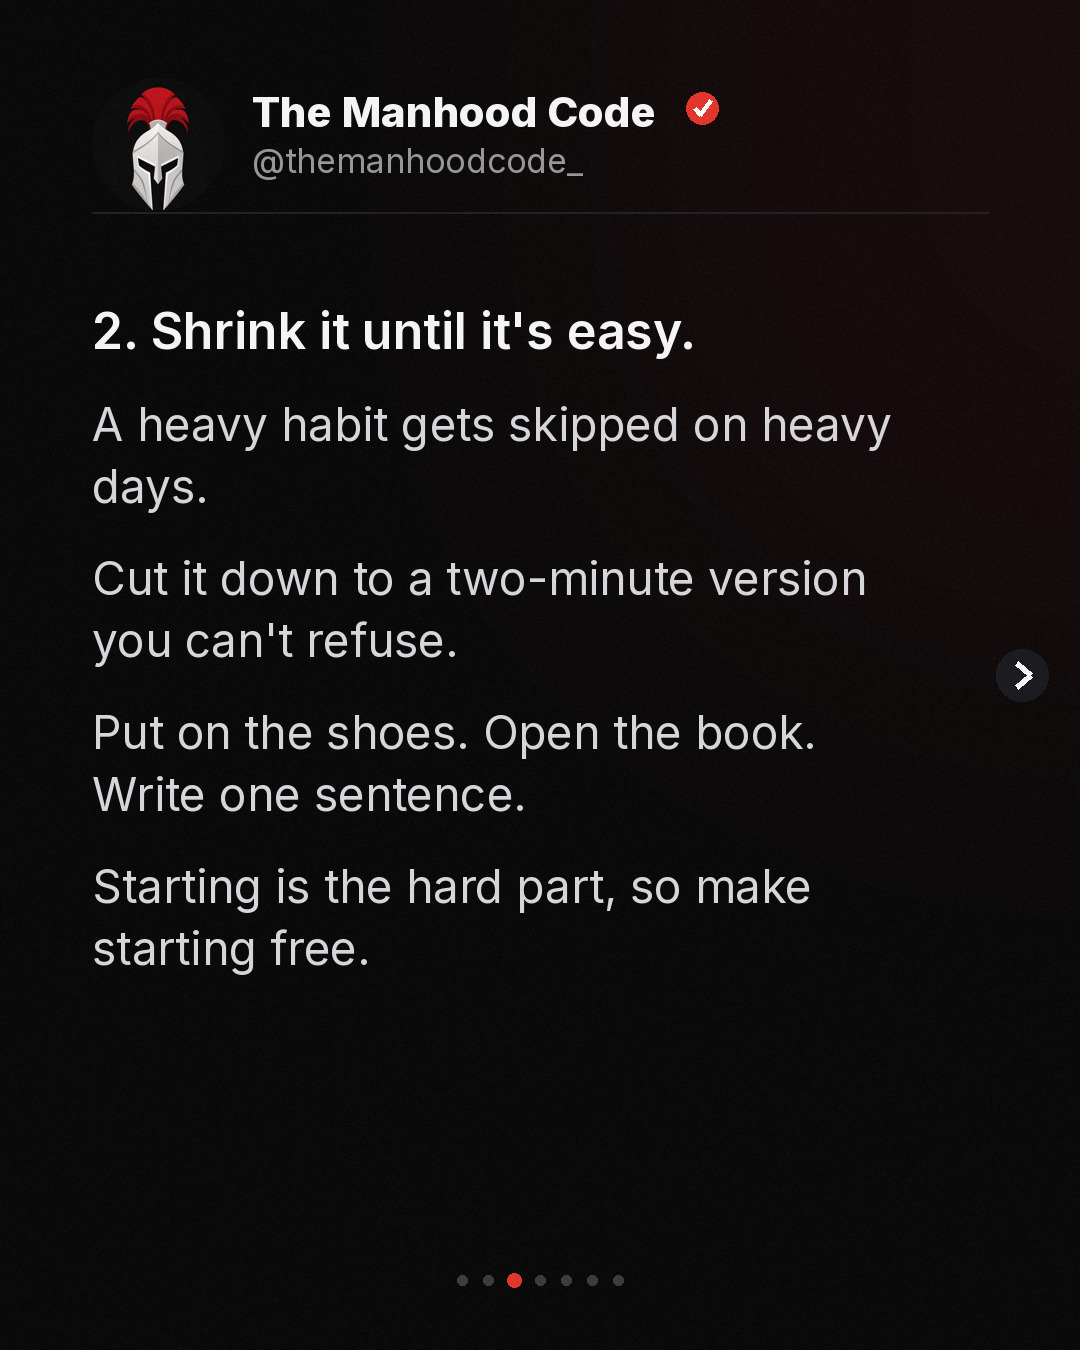 The Manhood Code
@themanhoodcode_
2. Shrink it until it's easy.
A heavy habit gets skipped on heavy
days.
Cut it down to a two-minute version
you can't refuse.
Put on the shoes. Open the book.
Write one sentence.
Starting is the hard part, so make
starting free.